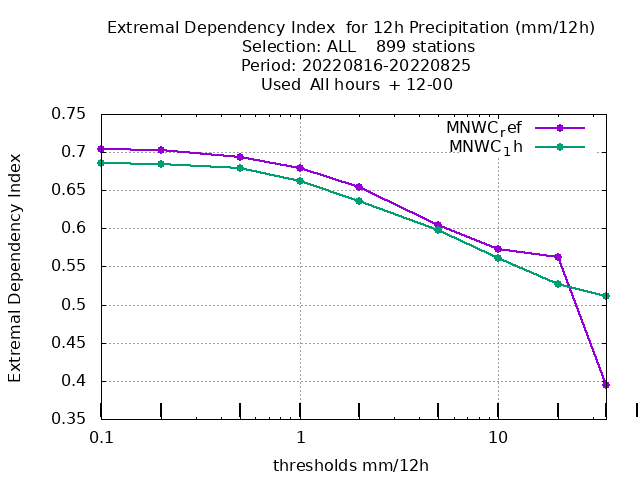 Extremal Dependency Index  for 12h Precipitation (mm/12h)
Selection: ALL    899 stations
Period: 20220816-20220825
Used  All hours  + 12-00
MNWC_ref
MNWC_1h
Extremal Dependency Index
0.75
0.7
0.65
0.6
0.55
0.5
0.45
0.4
0.35
0.1 1 10
thresholds mm/12h